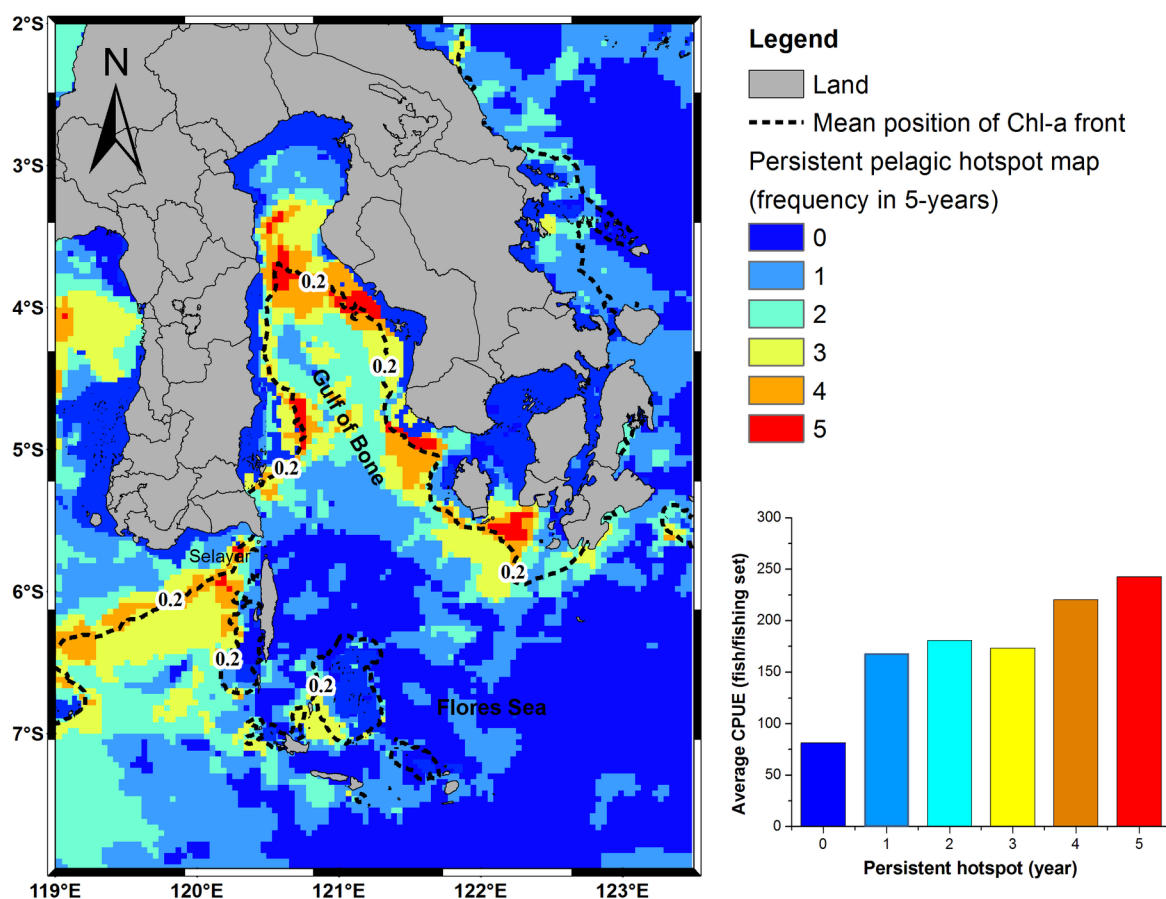 2°S
3°S
4°S
5°S
6°S
7°S
119°E
120°E
121°E
122°E
123°E
N
0.2
0.2
Gulf of Bone
0.2
Selayar
0.2
0.2
0.2
0.2
Flores Sea
Legend
Land
Mean position of Chl-a front
Persistent pelagic hotspot map
(frequency in 5-years)
0
1
2
3
4
5
Average CPUE (fish/fishing set)
300
250
200
150
100
50
0
0 1 2 3 4 5
Persistent hotspot (year)